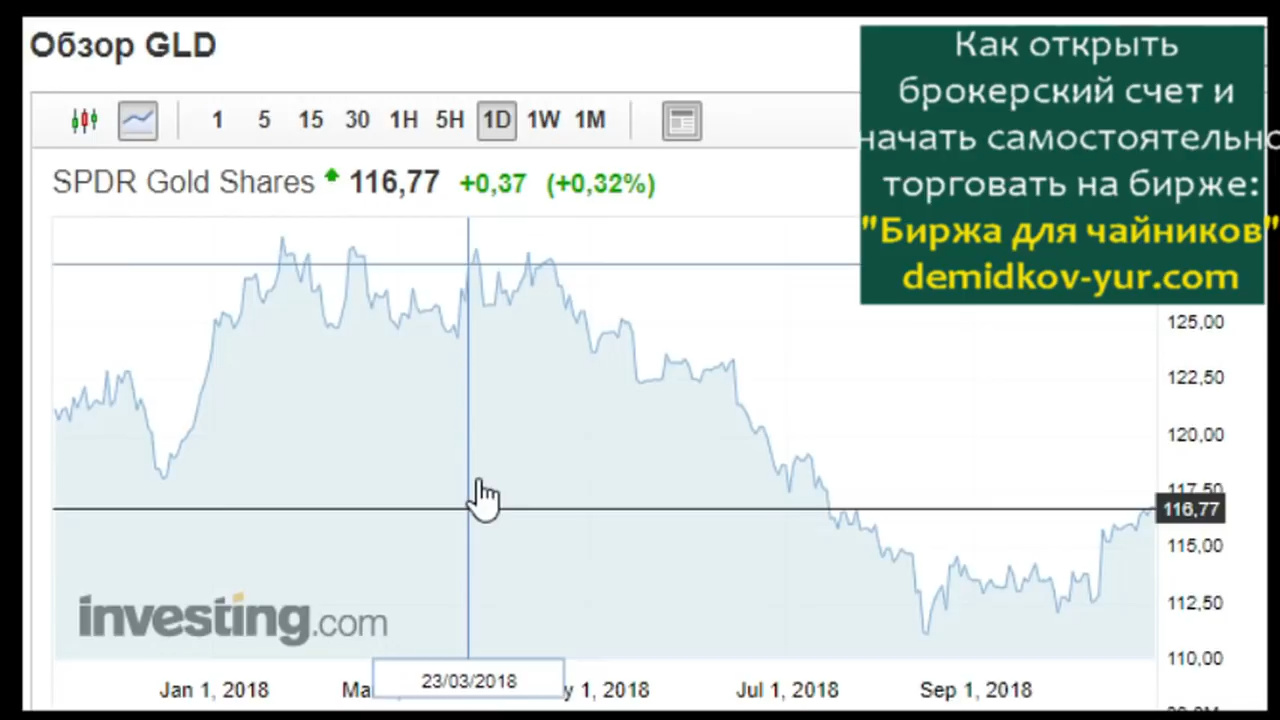 Обзор GLD
Как открыть
брокерский счет и
начать самостоятельно
торговать на бирже:
"Биржа для чайников"
demidkov-yur.com
1 5 15 30 1H 5H 1D 1W 1M
SPDR Gold Shares 116,77 +0,37 (+0,32%)
125,00
122,50
120,00
117,50
116,77
115,00
112,50
110,00
investing.com
Jan 1, 2018 23/03/2018 1, 2018 Jul 1, 2018 Sep 1, 2018